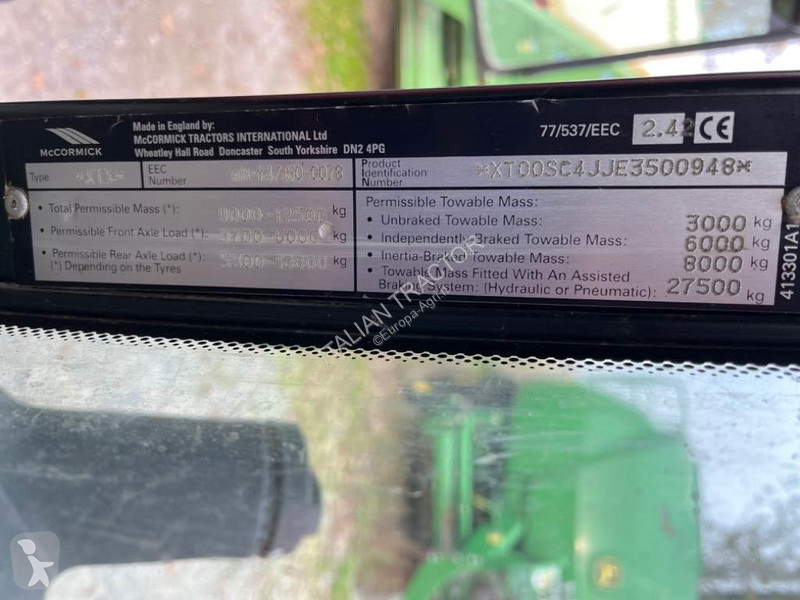 McCORMICK
Made in England by:
McCORMICK TRACTORS INTERNATIONAL Ltd
Wheatley Hall Road Doncaster South Yorkshire DN2 4PG
77/537/EEC 2.42 CE
Type
EEC
Number
Product
Identification
Number
*XT00SC4JJE3500948*
• Total Permissible Mass (*): kg
• Permissible Front Axle Load (*): kg
• Permissible Rear Axle Load (*): kg
(*) Depending on the Tyres
Permissible Towable Mass:
• Unbraked Towable Mass: 3000 kg
• Independently Braked Towable Mass: 6000 kg
• Inertia-Braked Towable Mass: 8000 kg
• Towable Mass Fitted With An Assisted
Braking System: (Hydraulic or Pneumatic): 27500 kg
413301A1
ITALIAN TRACTOR
©Europa-Agri